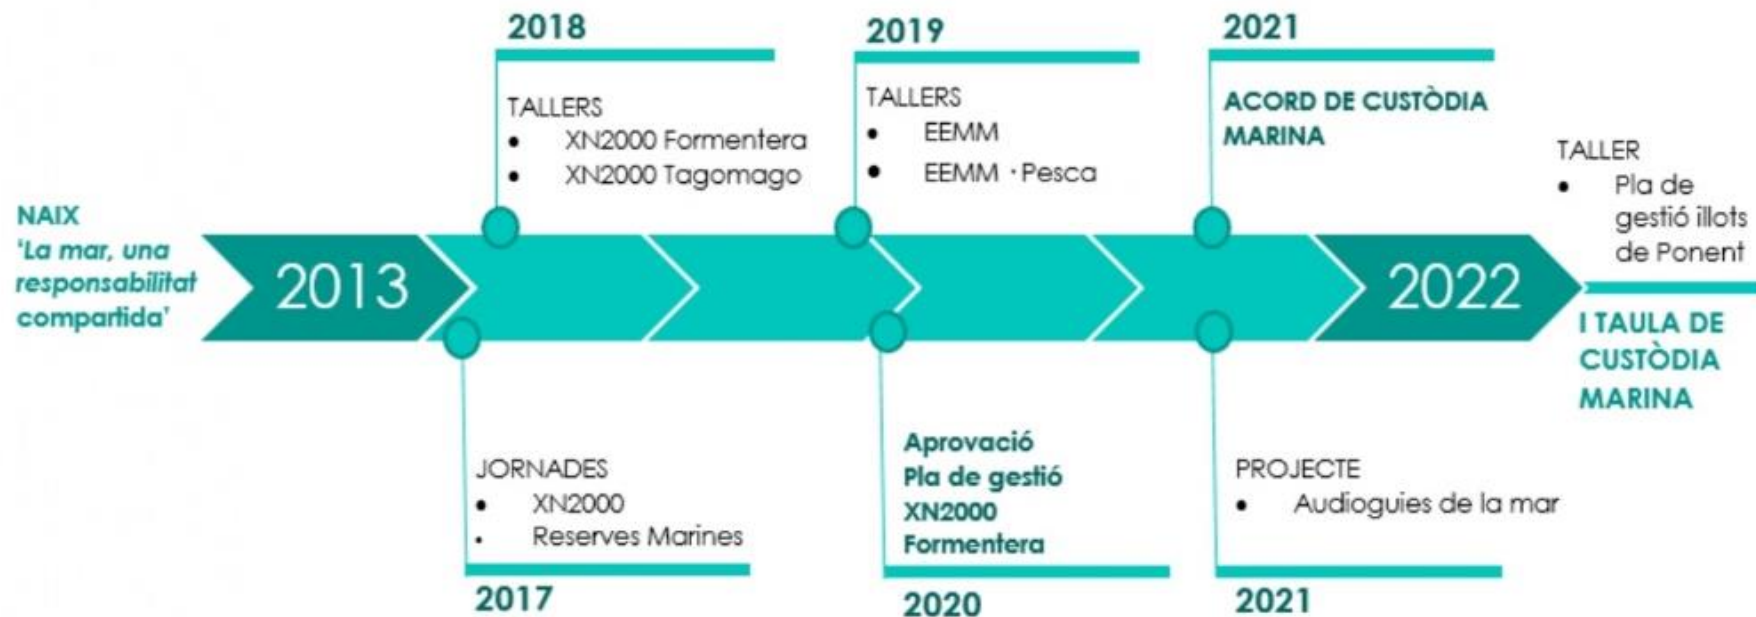 NAIX
‘La mar, una
responsabilitat
compartida’
2013
JORNADES
• XN2000
• Reserves Marines
2017
2018
TALLERS
• XN2000 Formentera
• XN2000 Tagomago
2019
TALLERS
• EEMM
• EEMM · Pesca
Aprovació
Pla de gestió
XN2000
Formentera
2020
2021
ACORD DE CUSTÒDIA
MARINA
PROJECTE
• Audioguies de la mar
2021
2022
TALLER
• Pla de
gestió illots
de Ponent
I TAULA DE
CUSTÒDIA
MARINA